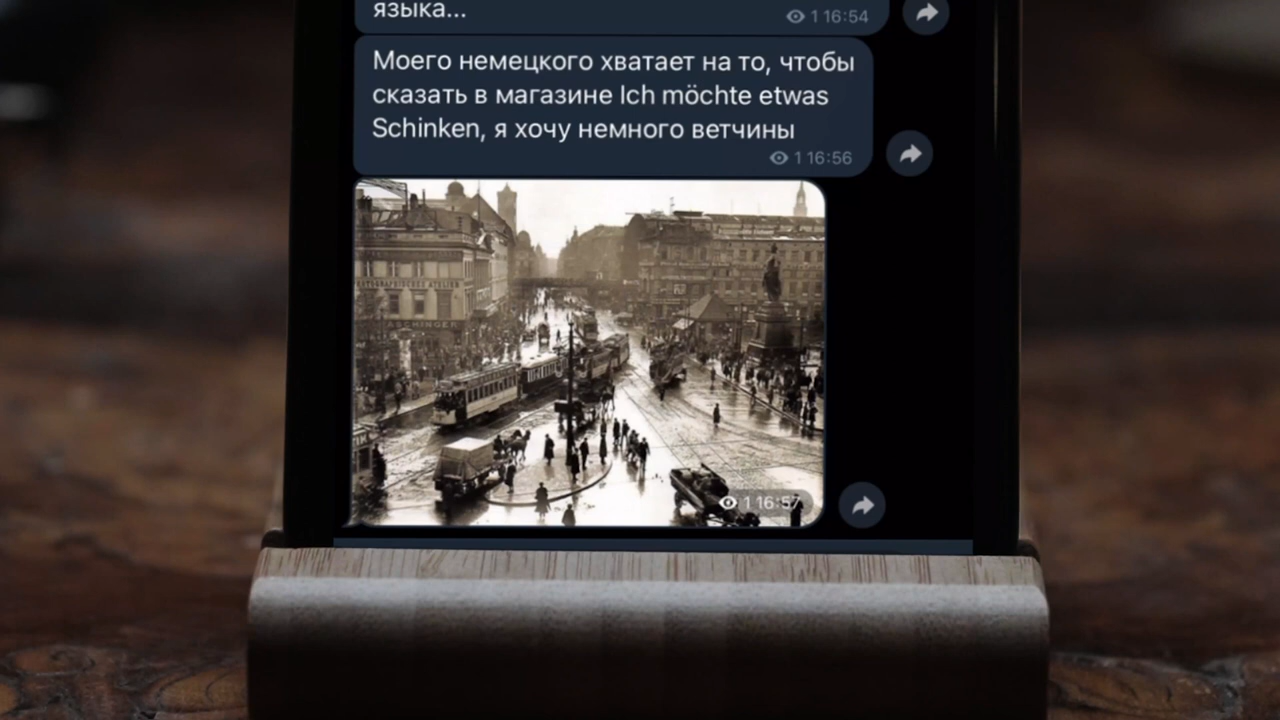 языка...
1 16:54
Моего немецкого хватает на то, чтобы
сказать в магазине Ich möchte etwas
Schinken, я хочу немного ветчины
1 16:56
ASCHINGER
1 16:57